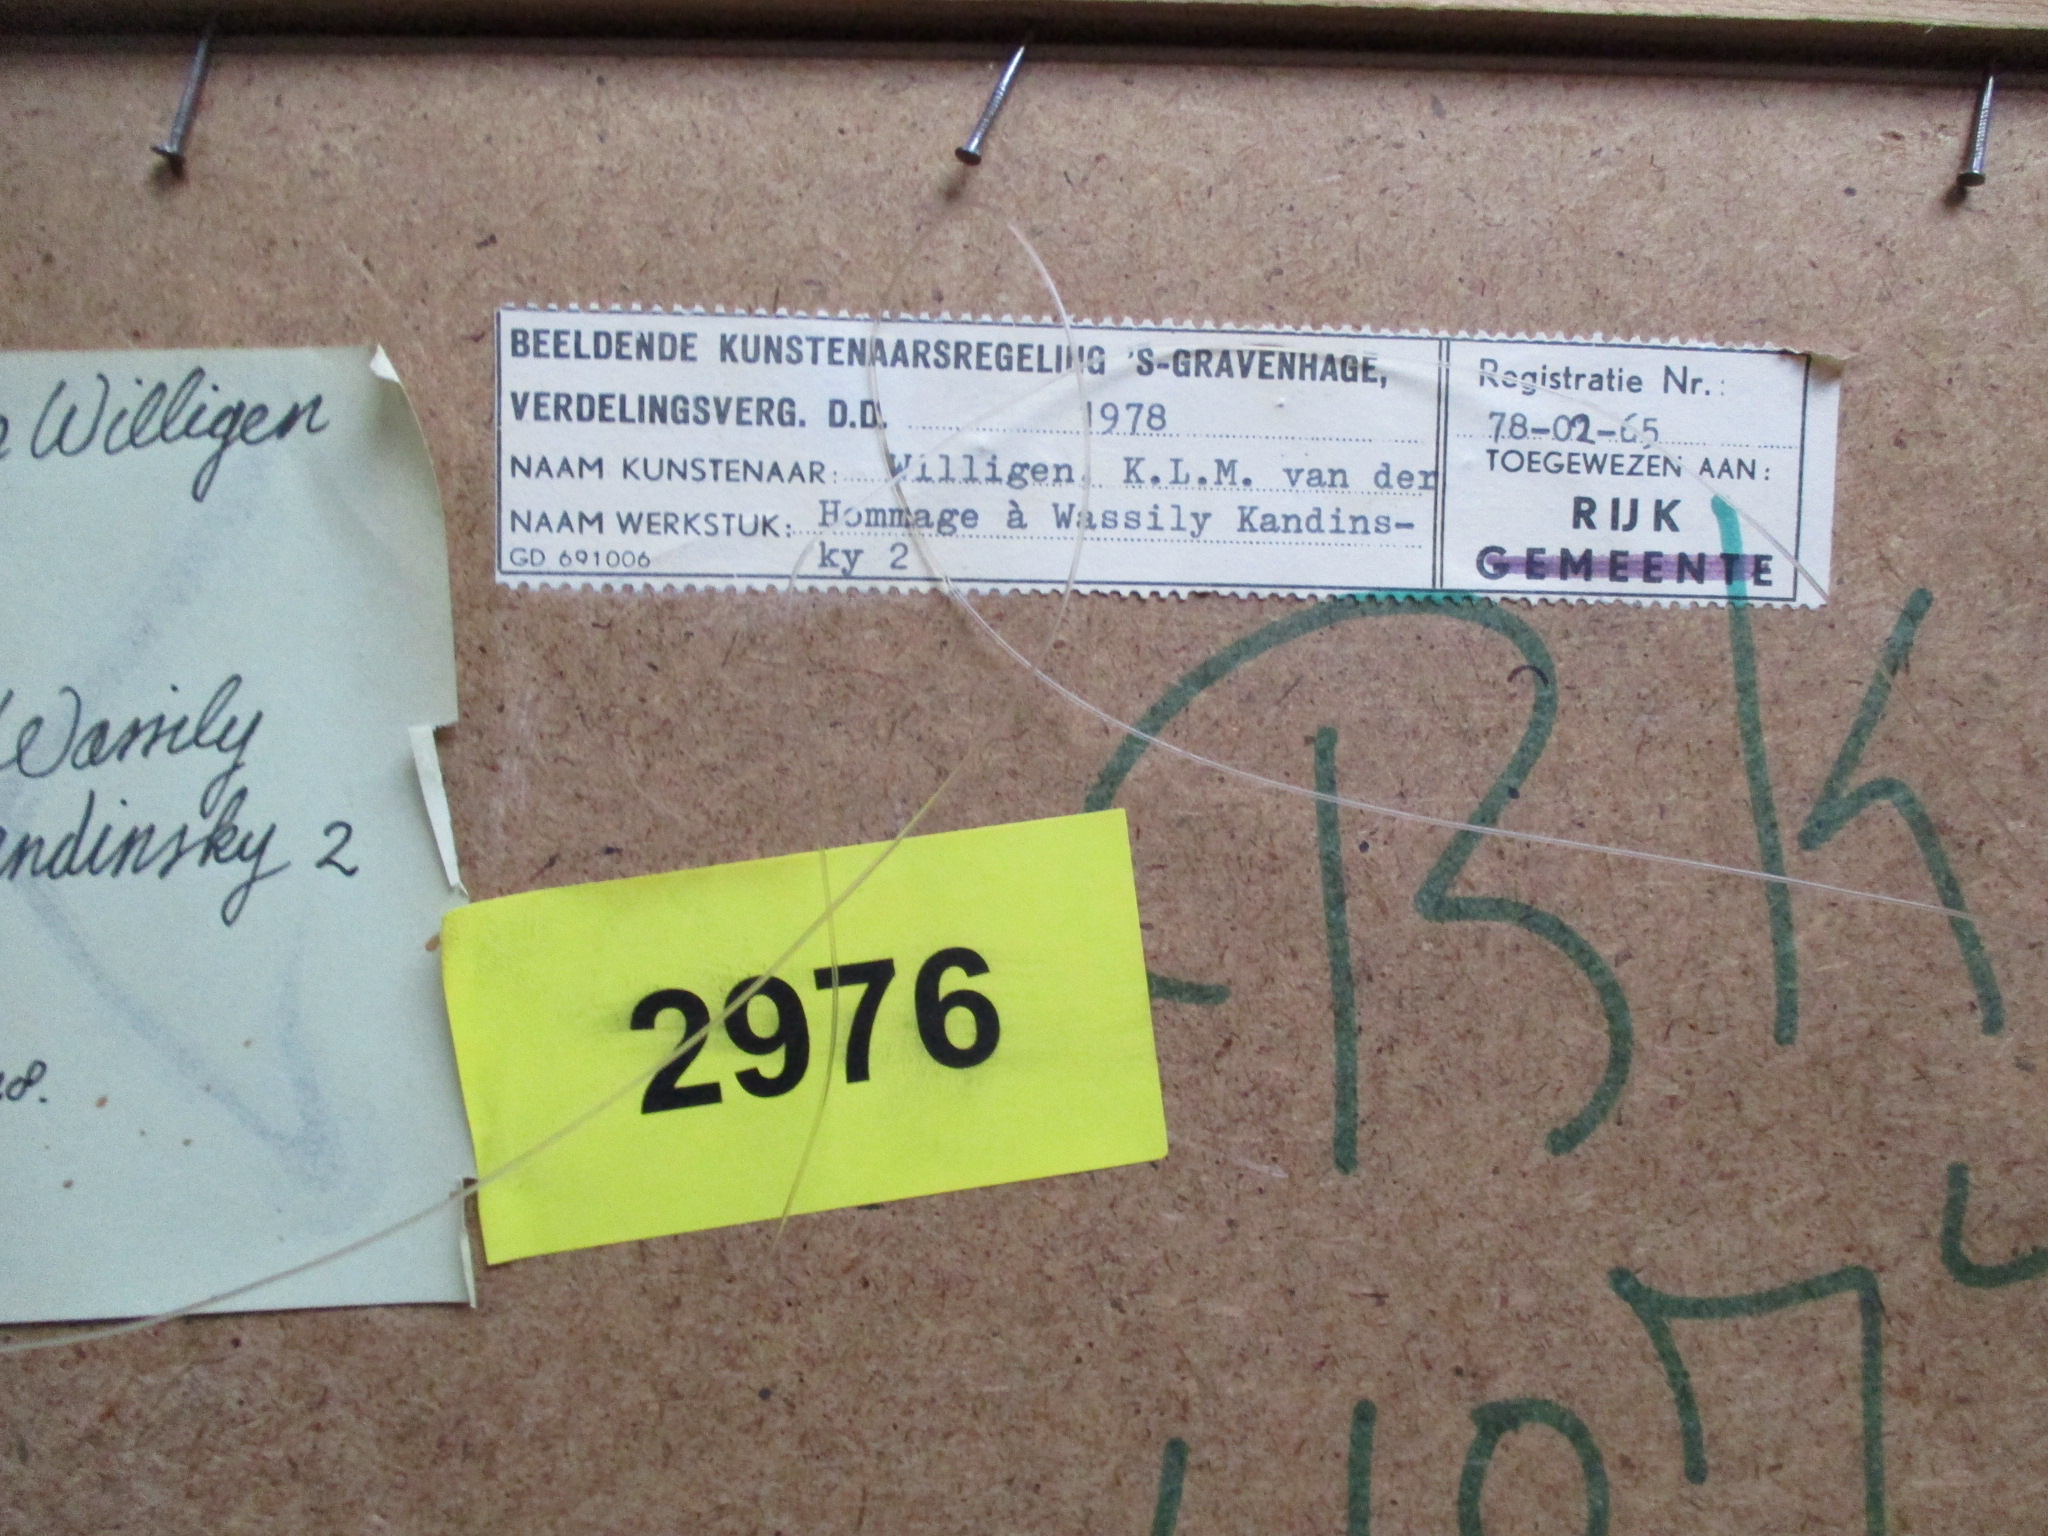 Willigen
Wassily
andinsky 2
BEELDENDE KUNSTENAARSREGELING 'S-GRAVENHAGE,
VERDELINGSVERG. D.D. 1978
NAAM KUNSTENAAR: Willigen, K.L.M. van der
NAAM WERKSTUK: Hommage à Wassily Kandins-
GD 691006 ky 2
Registratie Nr.:
78-02-65
TOEGEWEZEN AAN:
RIJK
GEMEENTE
2976
BK